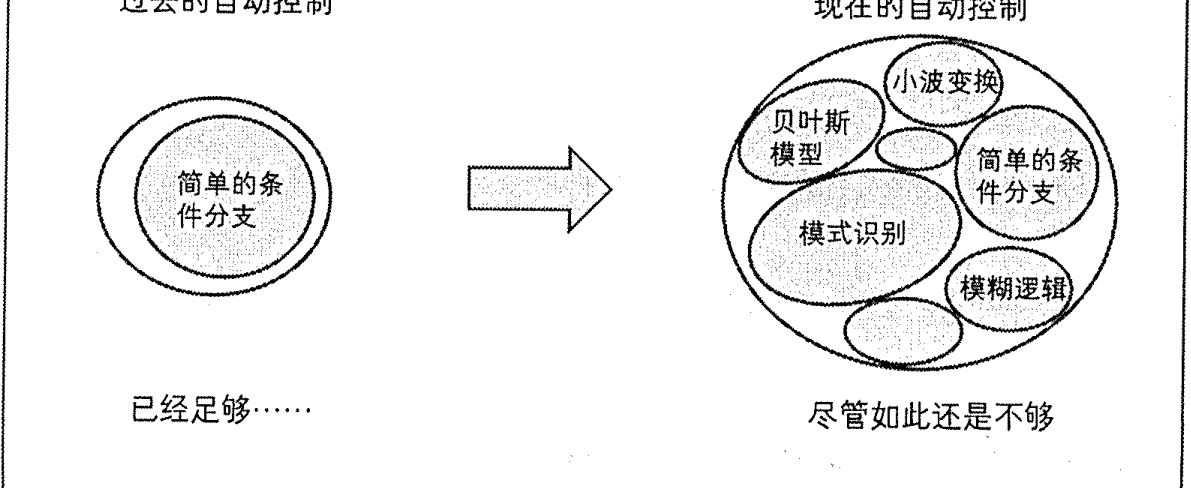 过去的自动控制
现在的自动控制
简单的条
件分支
小波变换
贝叶斯
模型
简单的条
件分支
模式识别
模糊逻辑
已经足够……
尽管如此还是不够